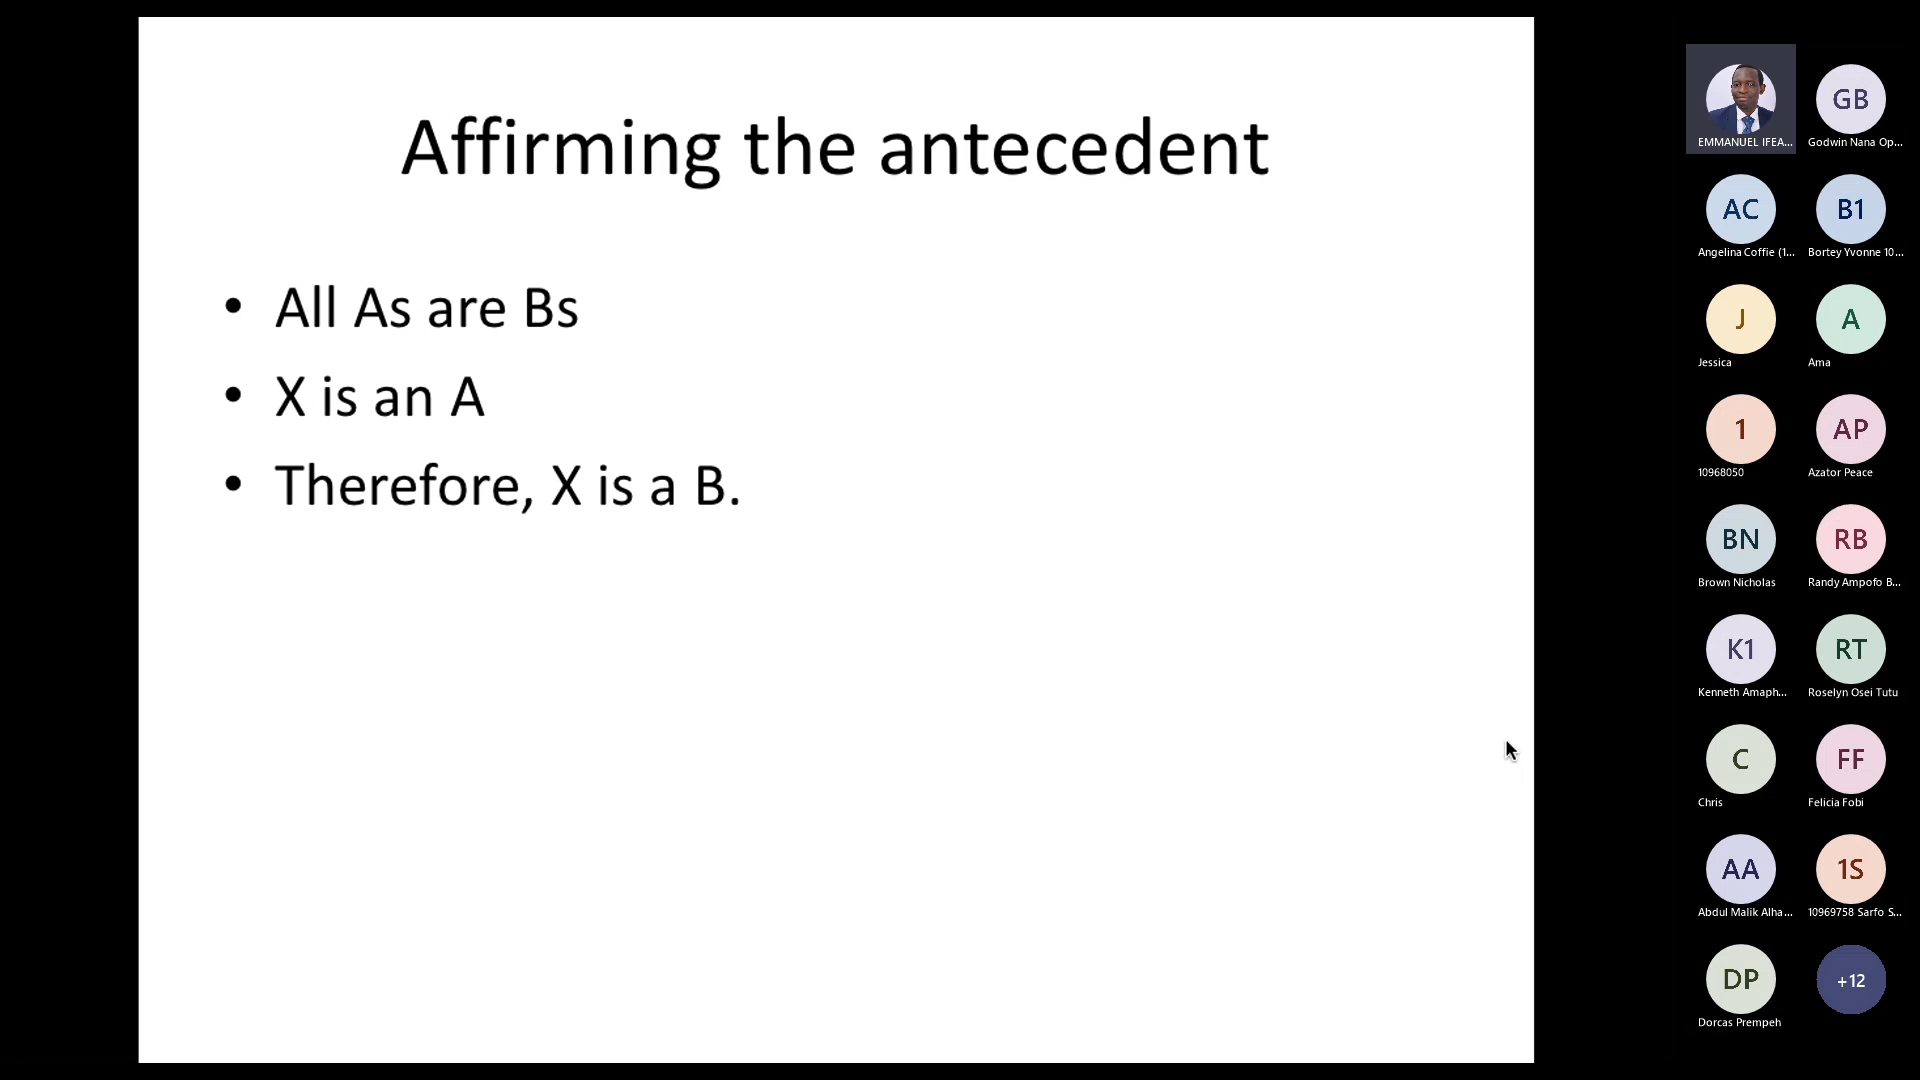 Affirming the antecedent
• All As are Bs
• X is an A
• Therefore, X is a B.
EMMANUEL IFEA...
GB
Godwin Nana Op...
AC
Angelina Coffie (1...
B1
Bortey Yvonne 10...
J
Jessica
A
Ama
1
10968050
AP
Azator Peace
BN
Brown Nicholas
RB
Randy Ampofo B...
K1
Kenneth Amaph...
RT
Roselyn Osei Tutu
C
Chris
FF
Felicia Fobi
AA
Abdul Malik Alha...
1S
10969758 Sarfo S...
DP
Dorcas Prempeh
+12